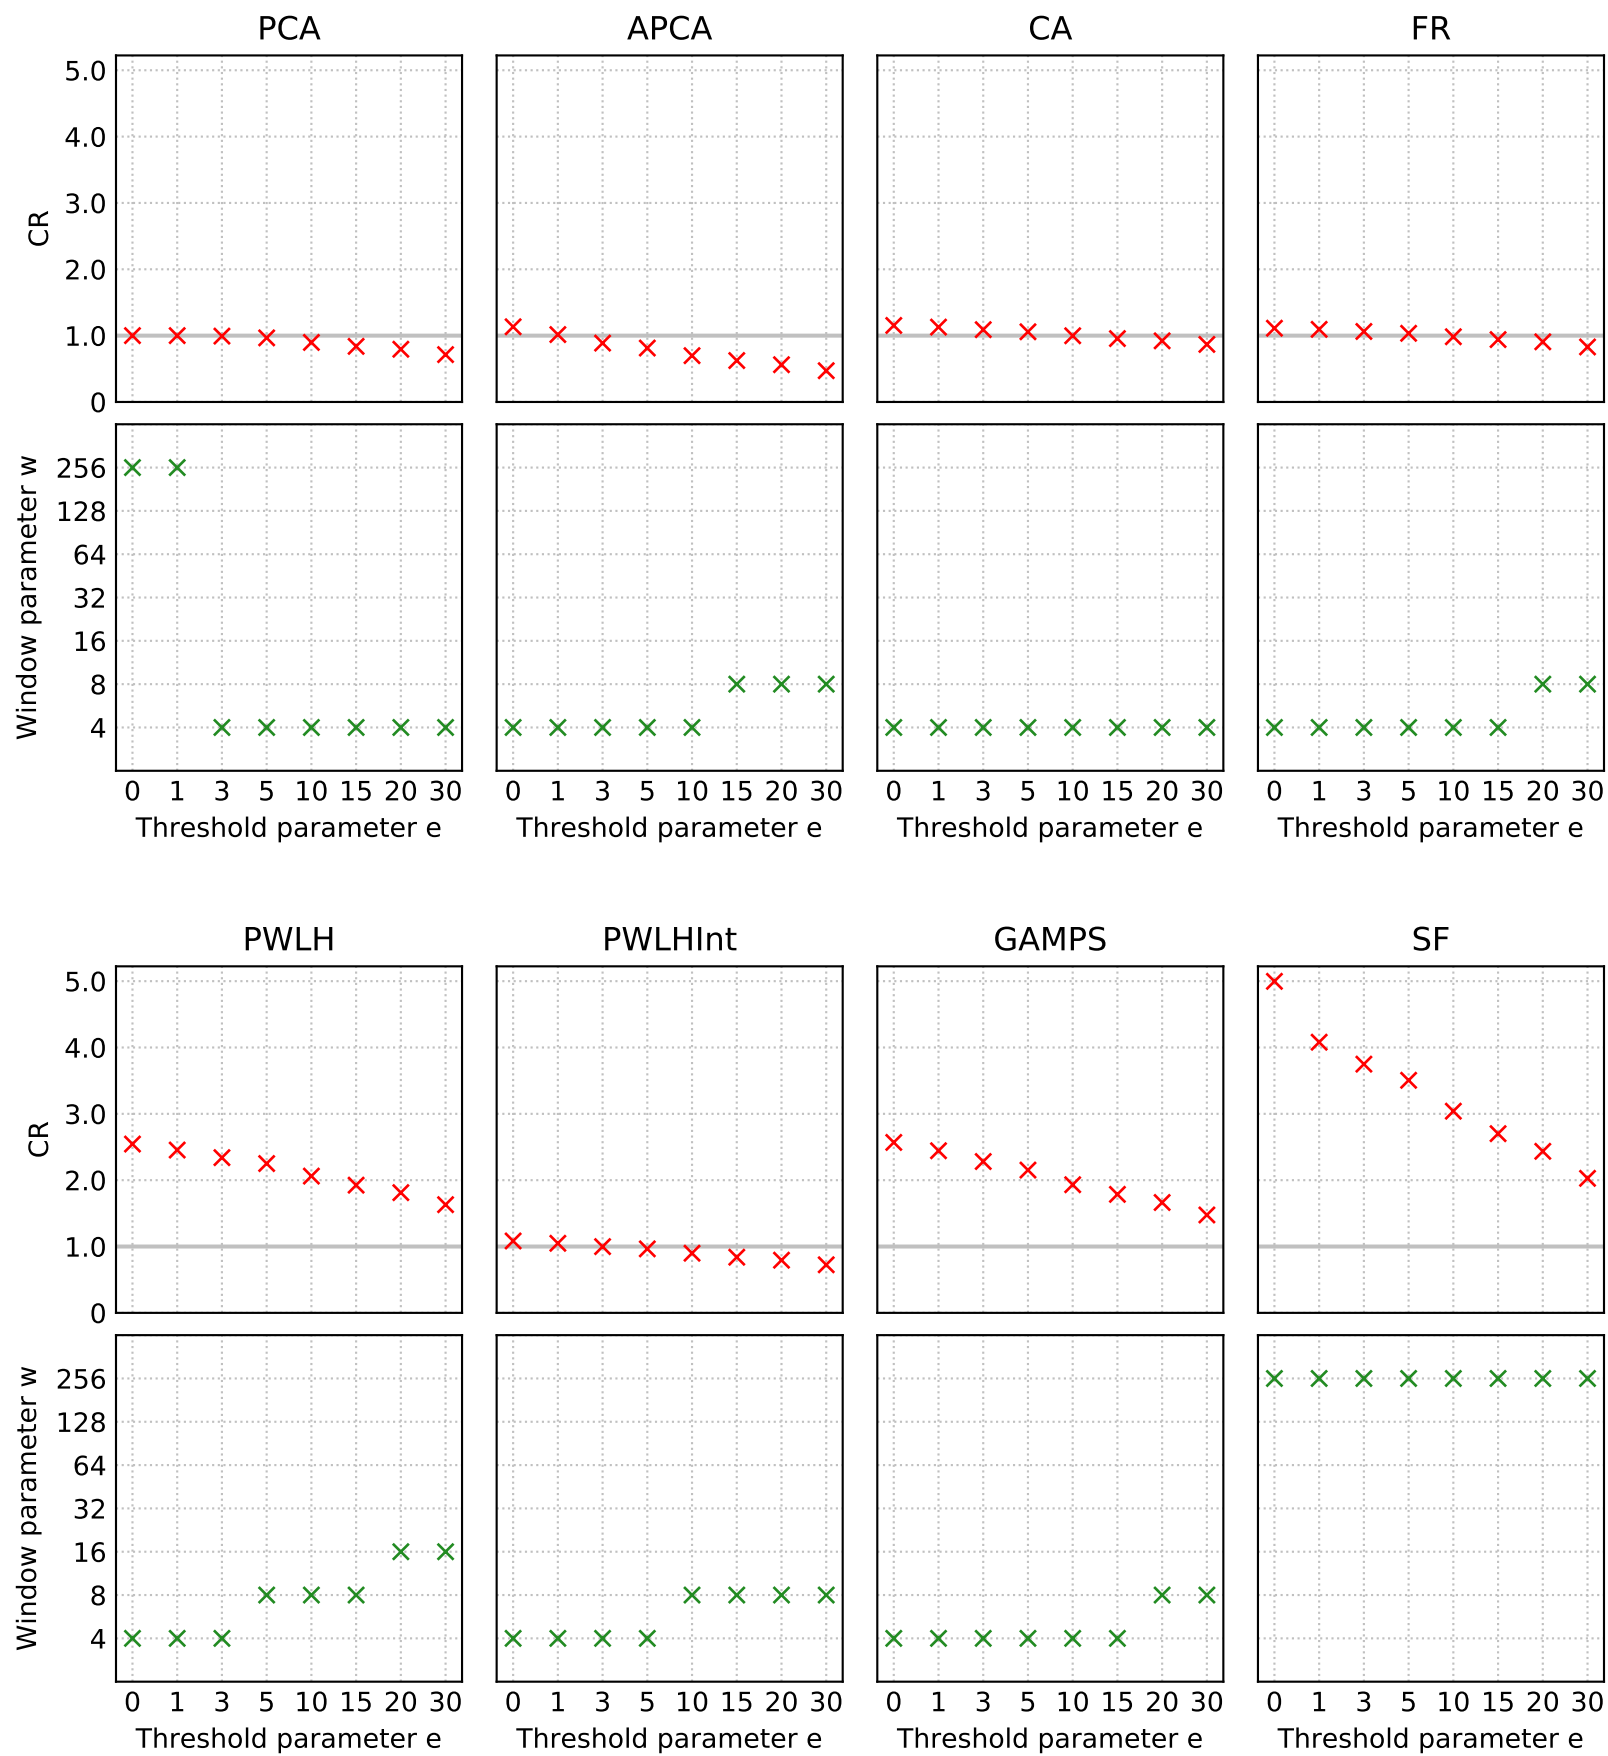 PCA APCA CA FR
5.0
4.0
3.0
2.0
1.0
0
CR
256
128
64
32
16
8
4
Window parameter w
0 1 3 5 10 15 20 30 0 1 3 5 10 15 20 30 0 1 3 5 10 15 20 30 0 1 3 5 10 15 20 30
Threshold parameter e Threshold parameter e Threshold parameter e Threshold parameter e
PWLH PWLHInt GAMPS SF
5.0
4.0
3.0
2.0
1.0
0
CR
256
128
64
32
16
8
4
Window parameter w
0 1 3 5 10 15 20 30 0 1 3 5 10 15 20 30 0 1 3 5 10 15 20 30 0 1 3 5 10 15 20 30
Threshold parameter e Threshold parameter e Threshold parameter e Threshold parameter e